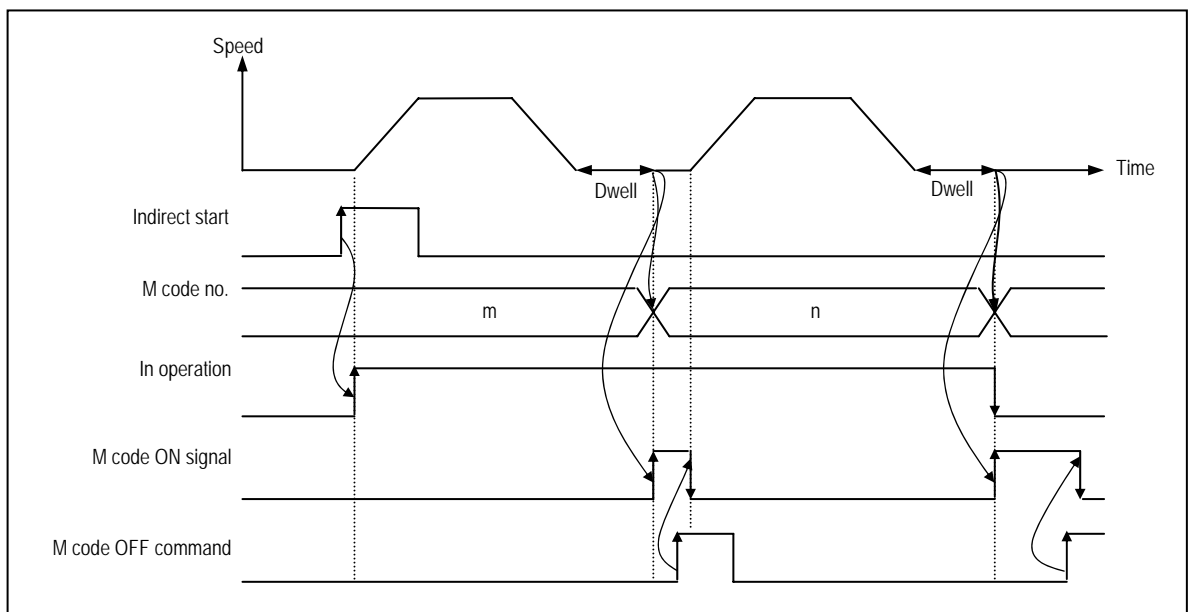 Speed
Time
Dwell
Dwell
Indirect start
M code no.
m
n
In operation
M code ON signal
M code OFF command